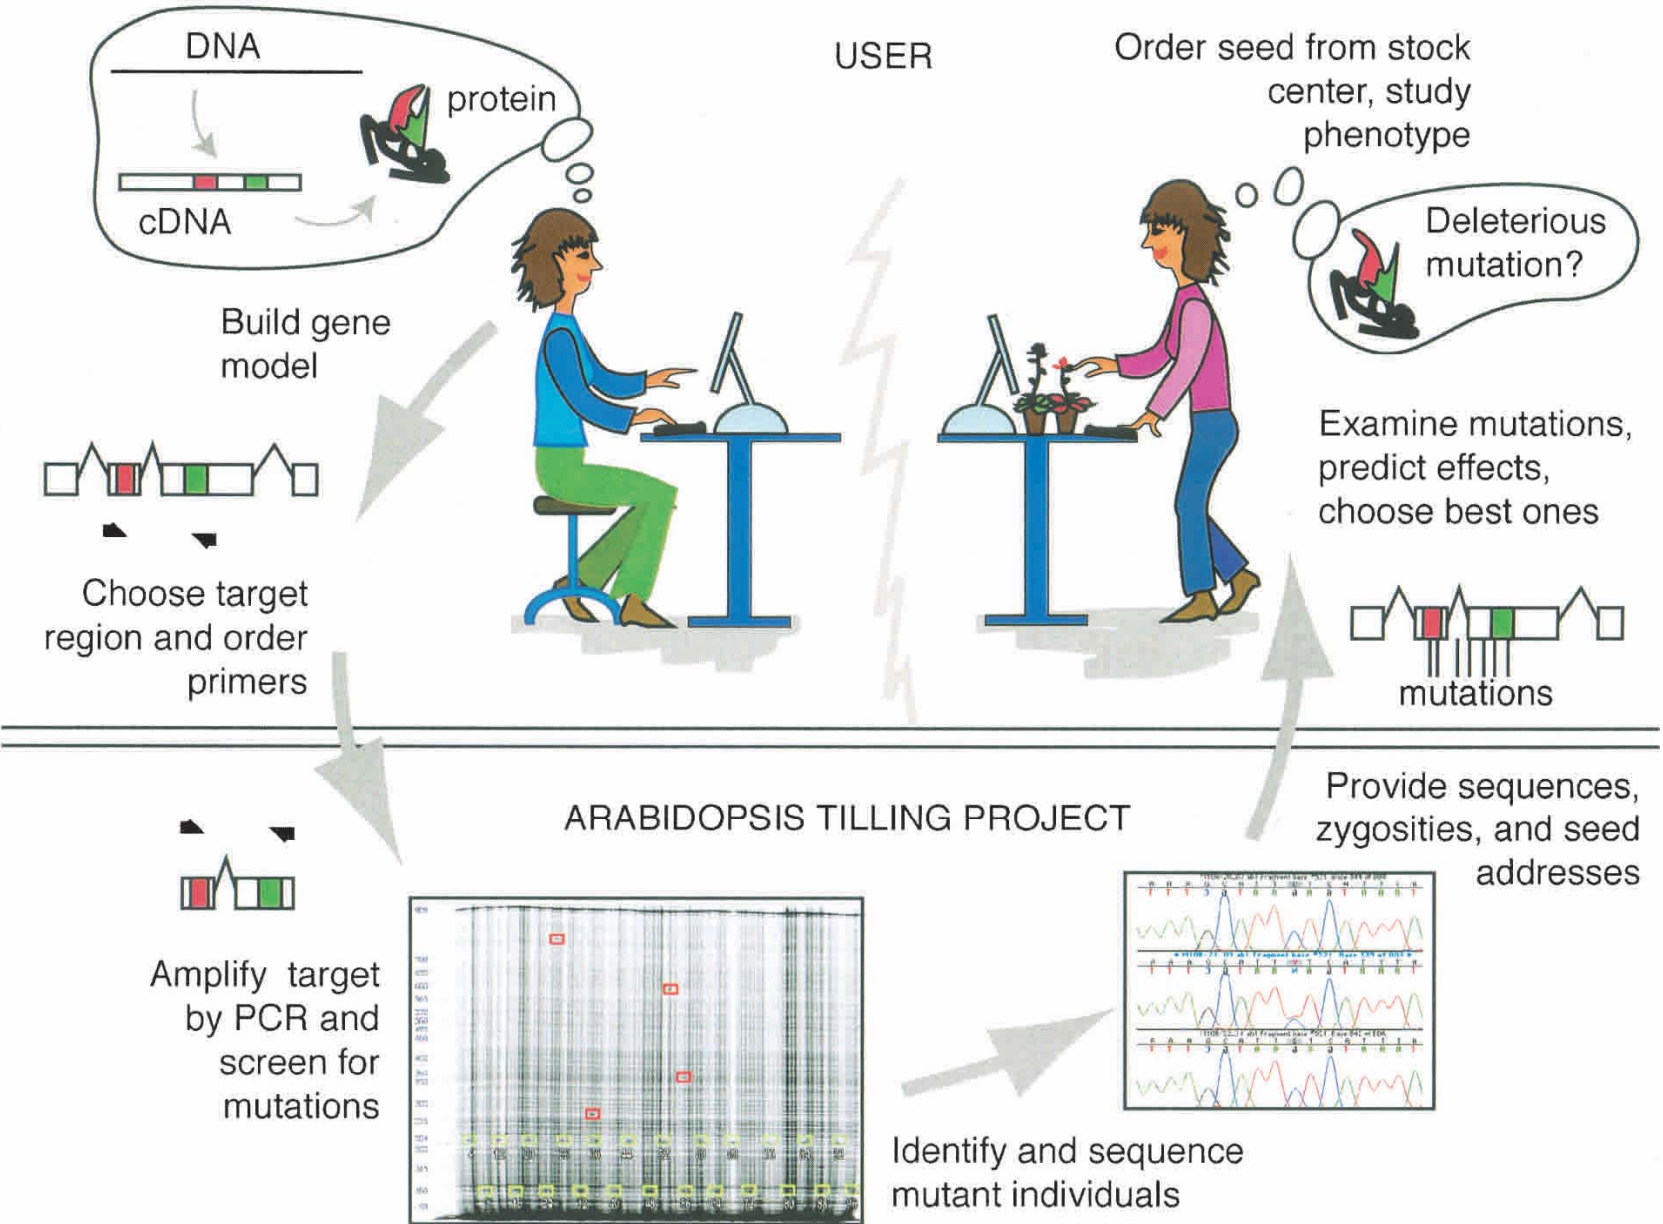 DNA
protein
cDNA
USER
Order seed from stock
center, study
phenotype
Deleterious
mutation?
Build gene
model
Choose target
region and order
primers
Examine mutations,
predict effects,
choose best ones
mutations
ARABIDOPSIS TILLING PROJECT
Provide sequences,
zygosities, and seed
addresses
Amplify target
by PCR and
screen for
mutations
Identify and sequence
mutant individuals